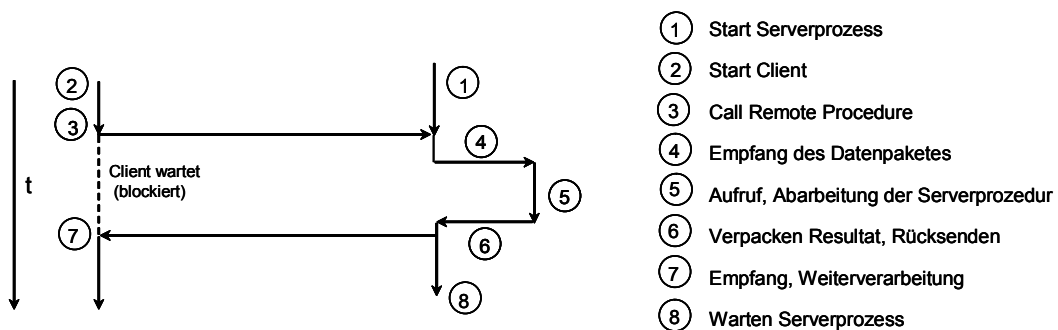 t
2
3
7
Client wartet
(blockiert)
1
4
5
6
8
1 Start Serverprozess
2 Start Client
3 Call Remote Procedure
4 Empfang des Datenpaketes
5 Aufruf, Abarbeitung der Serverprozedur
6 Verpacken Resultat, Rücksenden
7 Empfang, Weiterverarbeitung
8 Warten Serverprozess